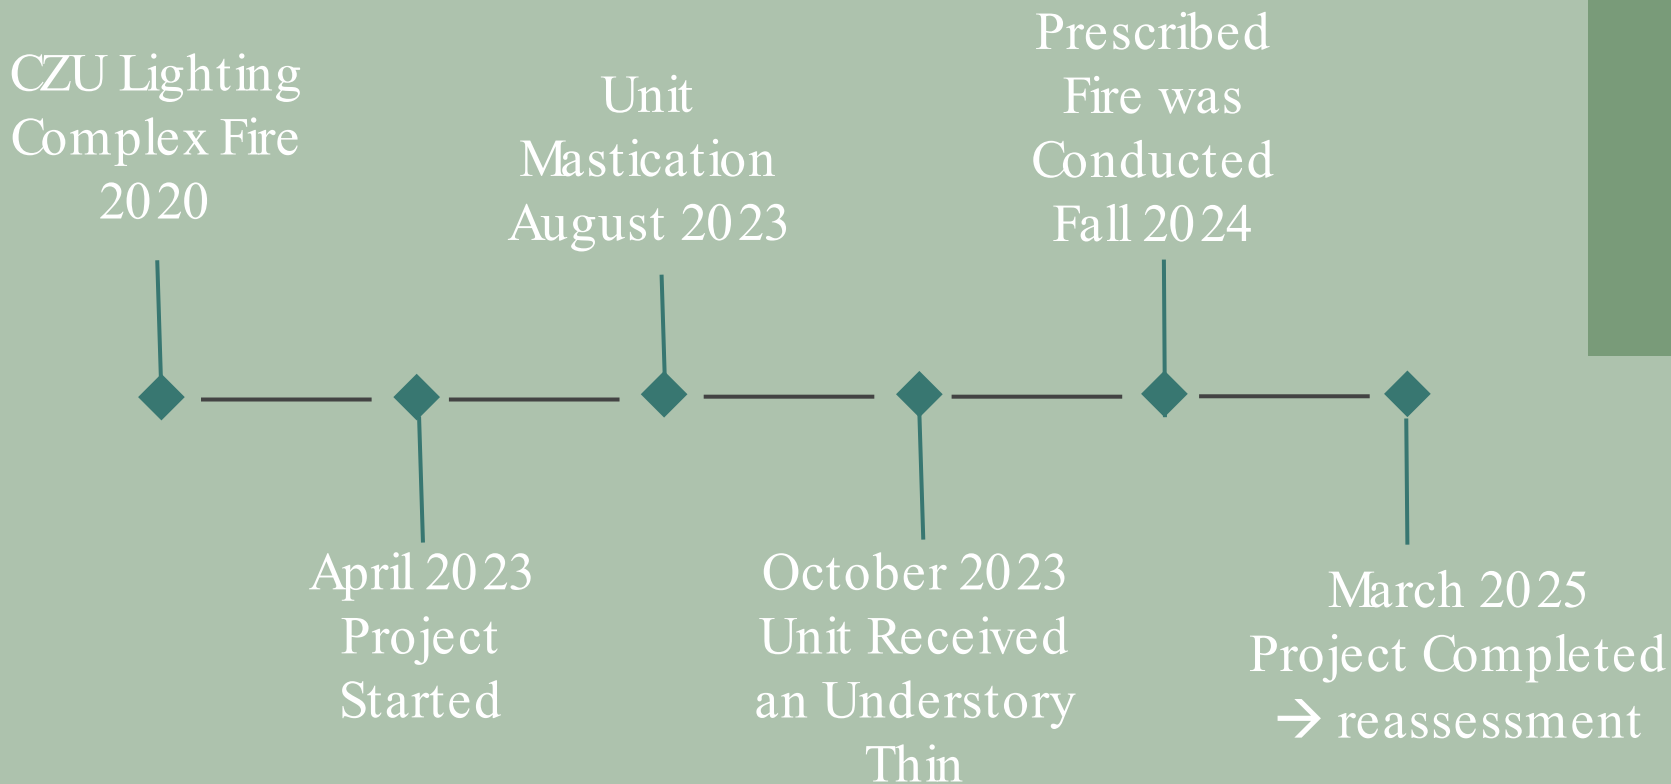 CZU Lighting
Complex Fire
2020
April 2023
Project
Started
Unit
Mastication
August 2023
October 2023
Unit Received
an Understory
Thin
Prescribed
Fire was
Conducted
Fall 2024
March 2025
Project Completed
→ reassessment